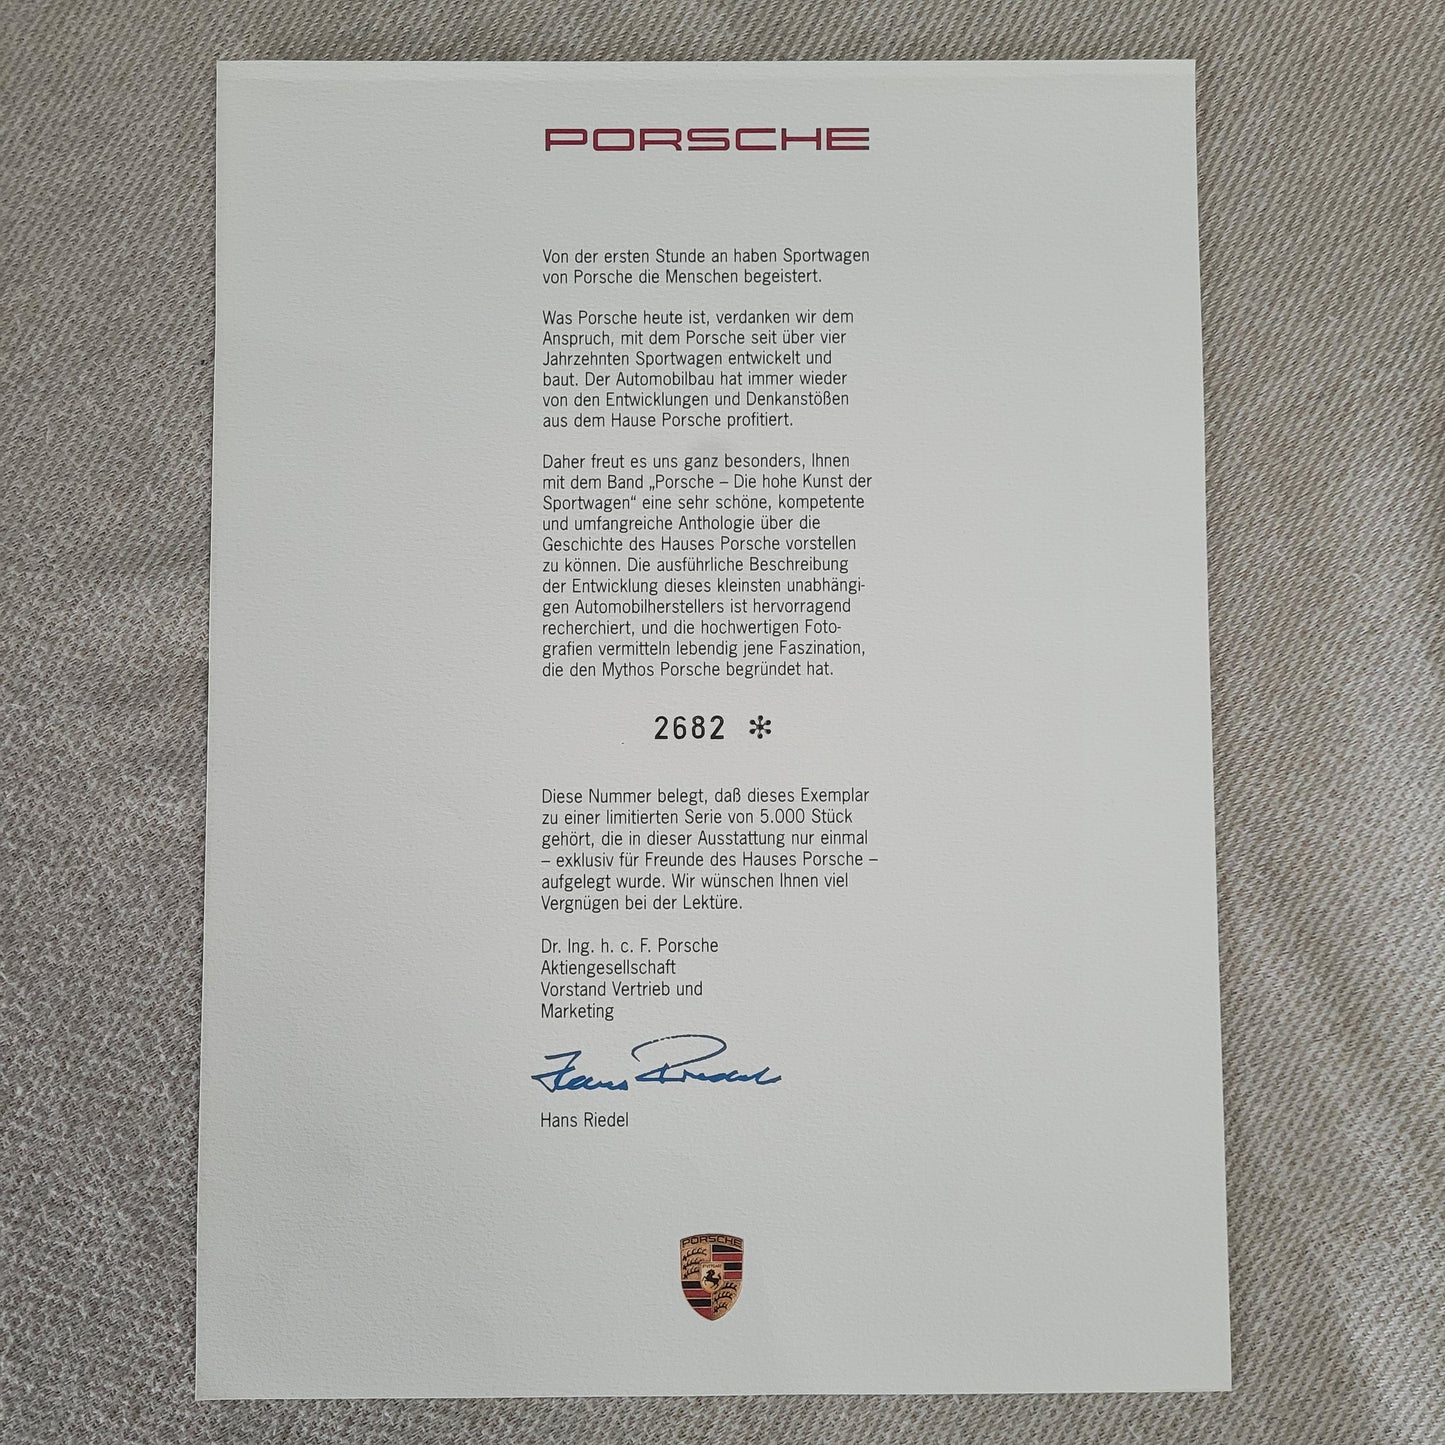 PORSCHE
Von der ersten Stunde an haben Sportwagen
von Porsche die Menschen begeistert.
Was Porsche heute ist, verdanken wir dem
Anspruch, mit dem Porsche seit über vier
Jahrzehnten Sportwagen entwickelt und
baut. Der Automobilbau hat immer wieder
von den Entwicklungen und Denkanstößen
aus dem Hause Porsche profitiert.
Daher freut es uns ganz besonders, Ihnen
mit dem Band „Porsche – Die hohe Kunst der
Sportwagen“ eine sehr schöne, kompetente
und umfangreiche Anthologie über die
Geschichte des Hauses Porsche vorstellen
zu können. Die ausführliche Beschreibung
der Entwicklung dieses kleinsten unabhängi-
gen Automobilherstellers ist hervorragend
recherchiert, und die hochwertigen Foto-
grafien vermitteln lebendig jene Faszination,
die den Mythos Porsche begründet hat.
2682 *
Diese Nummer belegt, daß dieses Exemplar
zu einer limitierten Serie von 5.000 Stück
gehört, die in dieser Ausstattung nur einmal
– exklusiv für Freunde des Hauses Porsche –
aufgelegt wurde. Wir wünschen Ihnen viel
Vergnügen bei der Lektüre.
Dr. Ing. h. c. F. Porsche
Aktiengesellschaft
Vorstand Vertrieb und
Marketing
Hans Riedel
Hans Riedel
PORSCHE
STUTTGART